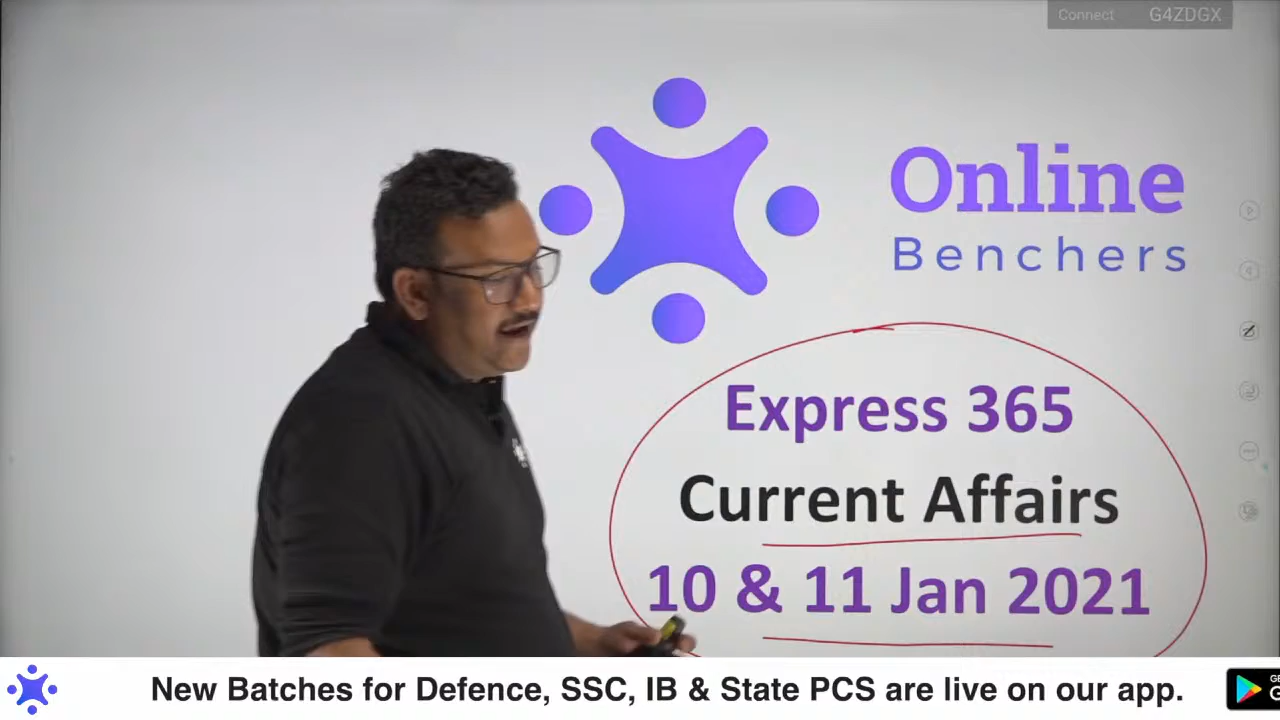 Connect G4ZDGX
Online
Benchers
Express 365
Current Affairs
10 & 11 Jan 2021
New Batches for Defence, SSC, IB & State PCS are live on our app.